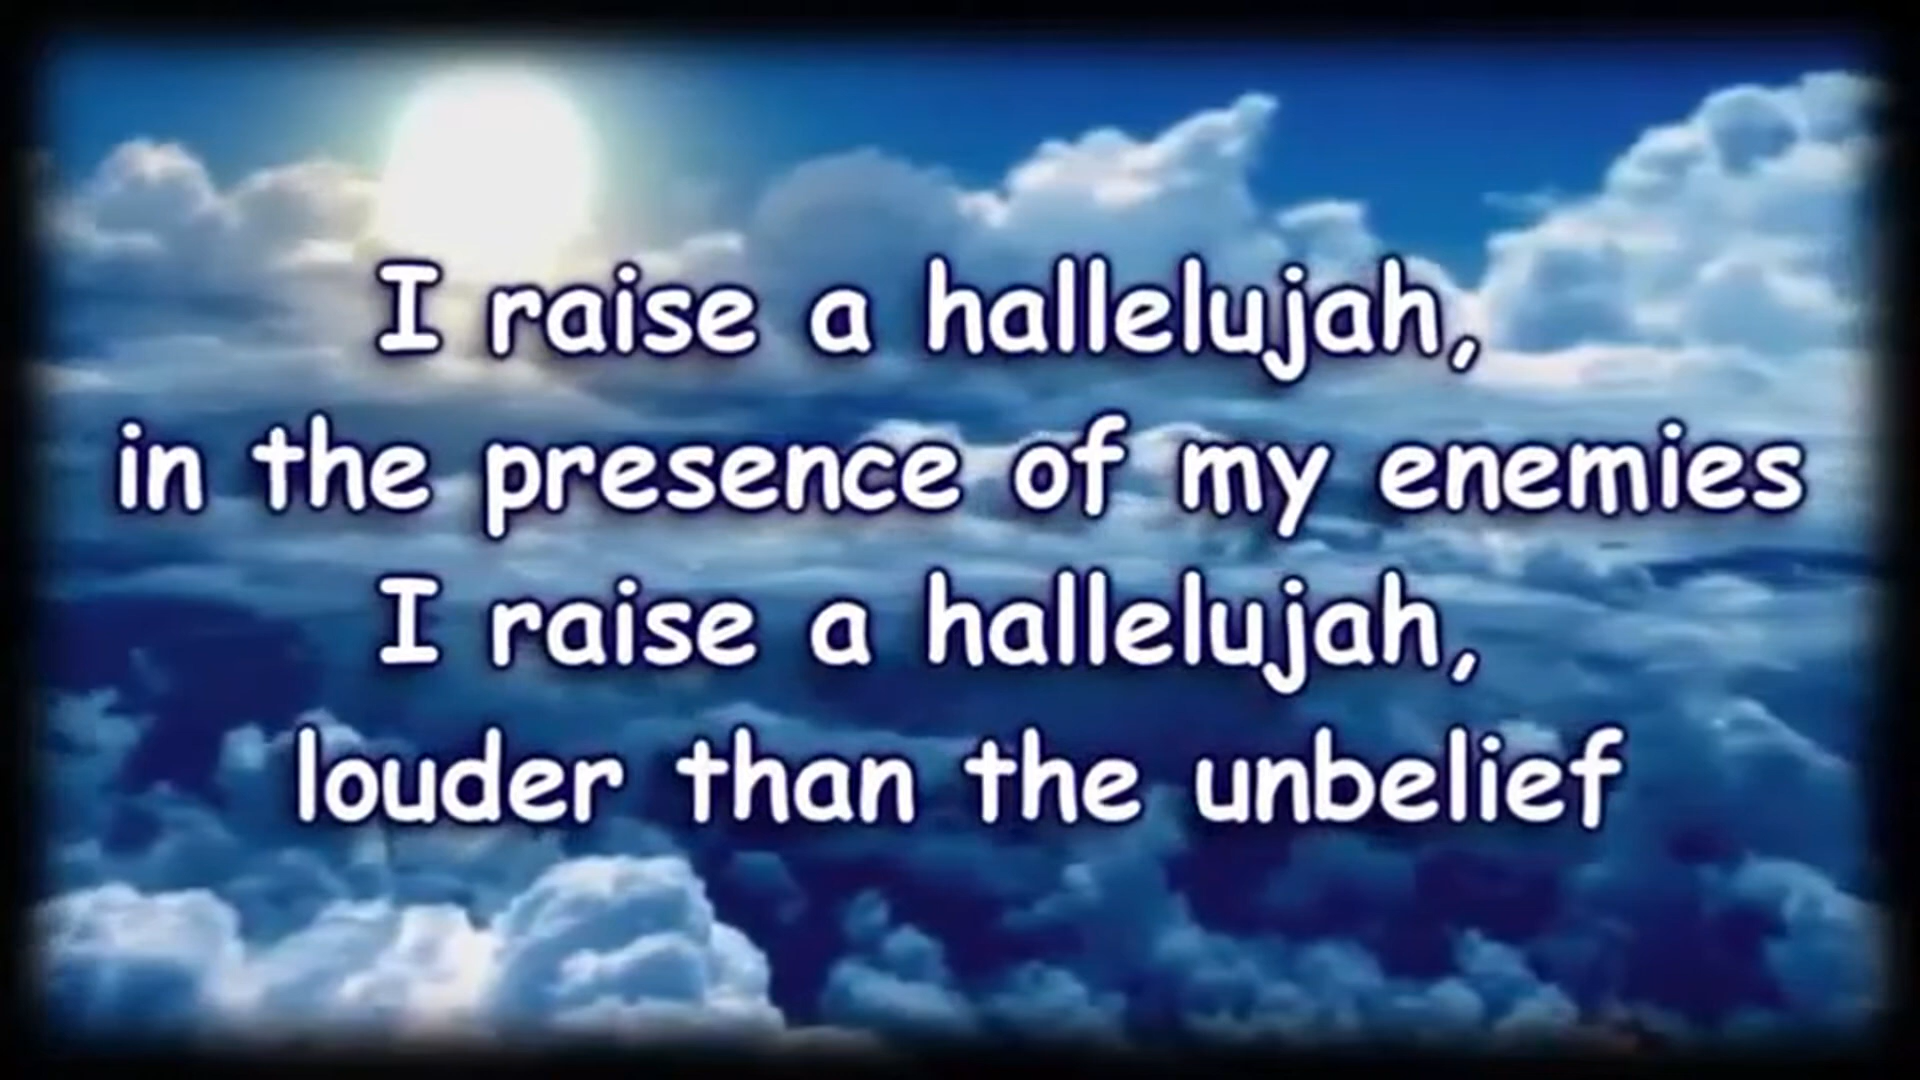 I raise a hallelujah,
in the presence of my enemies
I raise a hallelujah,
louder than the unbelief